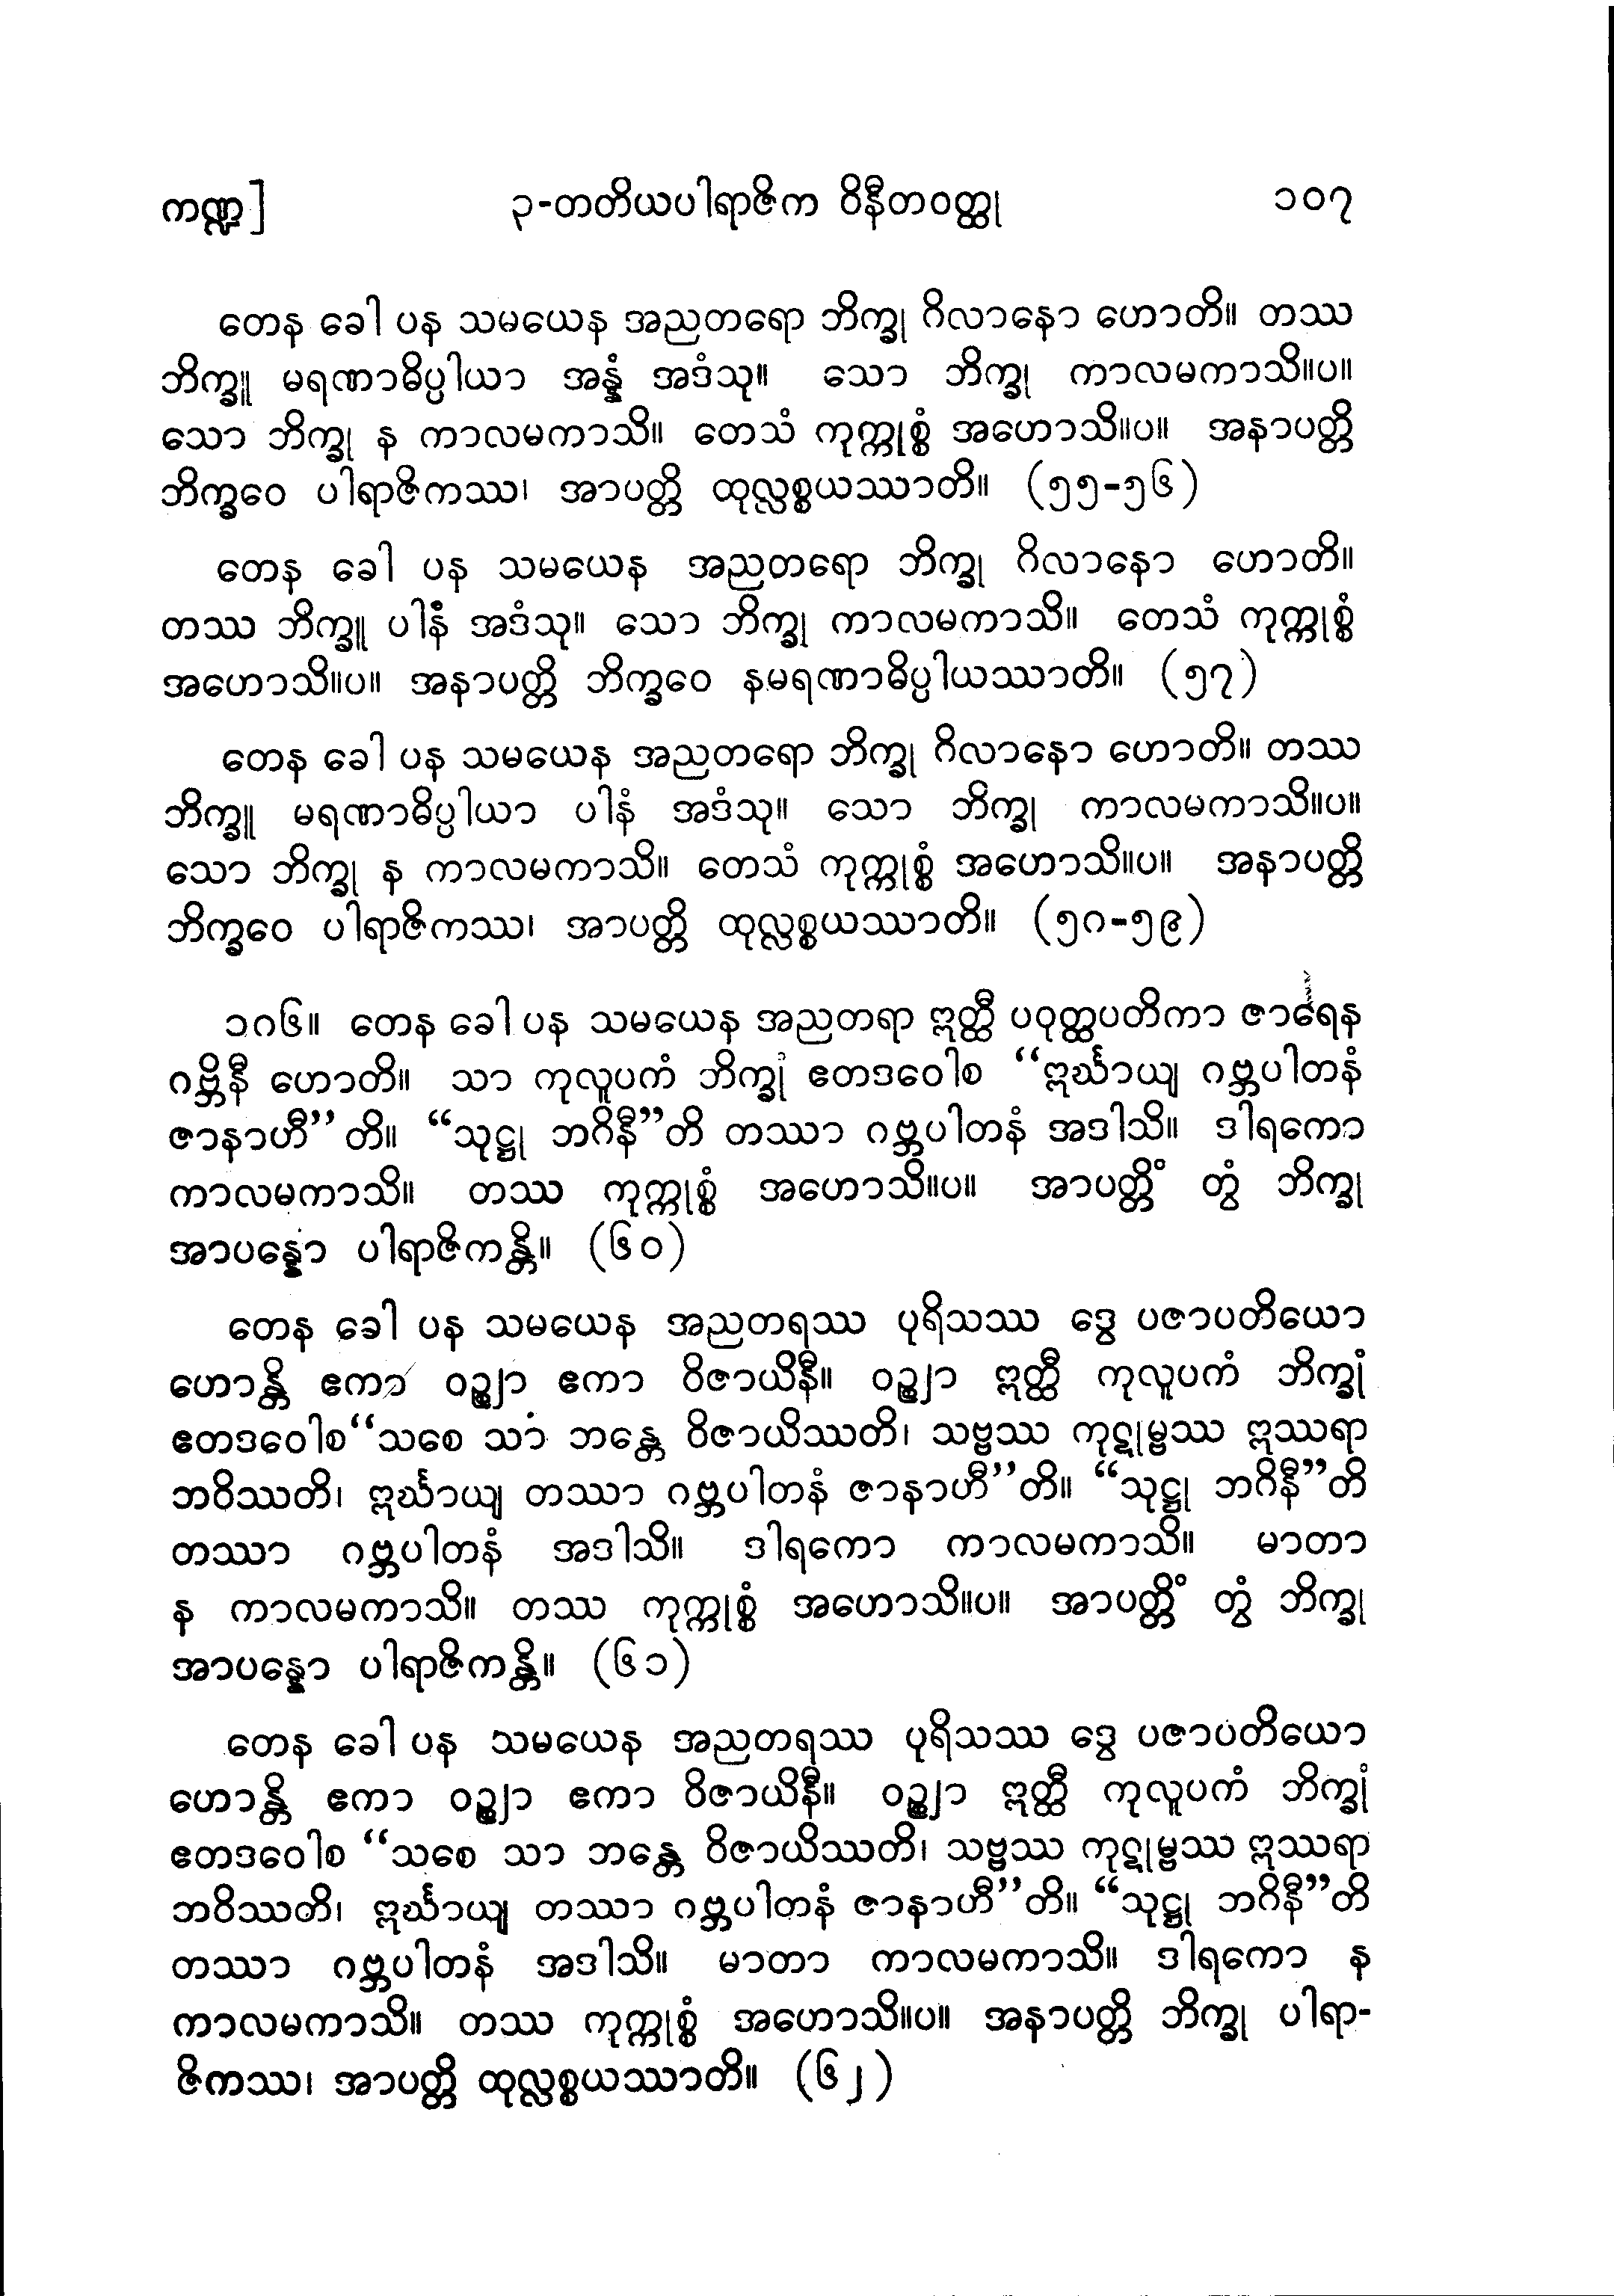 ကဏ္ဍ] ၃-တတိယပါရာဇိက ဝိနီတဝတ္ထု ၁၀၇
တေန ခေါ ပန သမယေန အညတရော ဘိက္ခု ဂိလာနော ဟောတိ။ တဿ
ဘိက္ခူ မရဏာဓိပ္ပါယာ အန္နံ အဒံသု။ သော ဘိက္ခု ကာလမကာသိ။ပ။
သော ဘိက္ခု န ကာလမကာသိ။ တေသံ ကုက္ကုစ္စံ အဟောသိ။ပ။ အနာပတ္တိ
ဘိက္ခဝေ ပါရာဇိကဿ၊ အာပတ္တိ ထုလ္လစ္စယဿာတိ။ (၅၅-၅၆)
တေန ခေါ ပန သမယေန အညတရော ဘိက္ခု ဂိလာနော ဟောတိ။
တဿ ဘိက္ခူ ပါနံ အဒံသု။ သော ဘိက္ခု ကာလမကာသိ။ တေသံ ကုက္ကုစ္စံ
အဟောသိ။ပ။ အနာပတ္တိ ဘိက္ခဝေ နမရဏာဓိပ္ပါယဿာတိ။ (၅၇)
တေန ခေါ ပန သမယေန အညတရော ဘိက္ခု ဂိလာနော ဟောတိ။ တဿ
ဘိက္ခူ မရဏာဓိပ္ပါယာ ပါနံ အဒံသု။ သော ဘိက္ခု ကာလမကာသိ။ပ။
သော ဘိက္ခု န ကာလမကာသိ။ တေသံ ကုက္ကုစ္စံ အဟောသိ။ပ။ အနာပတ္တိ
ဘိက္ခဝေ ပါရာဇိကဿ၊ အာပတ္တိ ထုလ္လစ္စယဿာတိ။ (၅၈-၅၉)
၁၈၆။ တေန ခေါ ပန သမယေန အညတရာ ဣတ္ထီ ပဝုတ္ထပတိကာ ဇာရေန
ဂဗ္ဘိနီ ဟောတိ။ သာ ကုလူပကံ ဘိက္ခုံ ဧတဒဝေါစ “ဣင်္ဃာယျ ဂဗ္ဘပါတနံ
ဇာနာဟီ”တိ။ “သုဋ္ဌု ဘဂိနီ”တိ တဿာ ဂဗ္ဘပါတနံ အဒါသိ။ ဒါရကော
ကာလမကာသိ။ တဿ ကုက္ကုစ္စံ အဟောသိ။ပ။ အာပတ္တိံ တွံ ဘိက္ခု
အာပန္နော ပါရာဇိကန္တိ။ (၆၀)
တေန ခေါ ပန သမယေန အညတရဿ ပုရိသဿ ဒွေ ပဇာပတိယော
ဟောန္တိ ဧကာ ဝဉ္ဈာ ဧကာ ဝိဇာယိနီ။ ဝဉ္ဈာ ဣတ္ထီ ကုလူပကံ ဘိက္ခုံ
ဧတဒဝေါစ“သစေ သာ ဘန္တေ ဝိဇာယိဿတိ၊ သဗ္ဗဿ ကုဋုမ္ဗဿ ဣဿရာ
ဘဝိဿတိ၊ ဣင်္ဃာယျ တဿာ ဂဗ္ဘပါတနံ ဇာနာဟီ”တိ။ “သုဋ္ဌု ဘဂိနီ”တိ
တဿာ ဂဗ္ဘပါတနံ အဒါသိ။ ဒါရကော ကာလမကာသိ။ မာတာ
န ကာလမကာသိ။ တဿ ကုက္ကုစ္စံ အဟောသိ။ပ။ အာပတ္တိံ တွံ ဘိက္ခု
အာပန္နော ပါရာဇိကန္တိ။ (၆၁)
တေန ခေါ ပန သမယေန အညတရဿ ပုရိသဿ ဒွေ ပဇာပတိယော
ဟောန္တိ ဧကာ ဝဉ္ဈာ ဧကာ ဝိဇာယိနီ။ ဝဉ္ဈာ ဣတ္ထီ ကုလူပကံ ဘိက္ခုံ
ဧတဒဝေါစ “သစေ သာ ဘန္တေ ဝိဇာယိဿတိ၊ သဗ္ဗဿ ကုဋုမ္ဗဿ ဣဿရာ
ဘဝိဿတိ၊ ဣင်္ဃာယျ တဿာ ဂဗ္ဘပါတနံ ဇာနာဟီ”တိ။ “သုဋ္ဌု ဘဂိနီ”တိ
တဿာ ဂဗ္ဘပါတနံ အဒါသိ။ မာတာ ကာလမကာသိ။ ဒါရကော န
ကာလမကာသိ။ တဿ ကုက္ကုစ္စံ အဟောသိ။ပ။ အနာပတ္တိ ဘိက္ခု ပါရာ-
ဇိကဿ၊ အာပတ္တိ ထုလ္လစ္စယဿာတိ။ (၆၂)